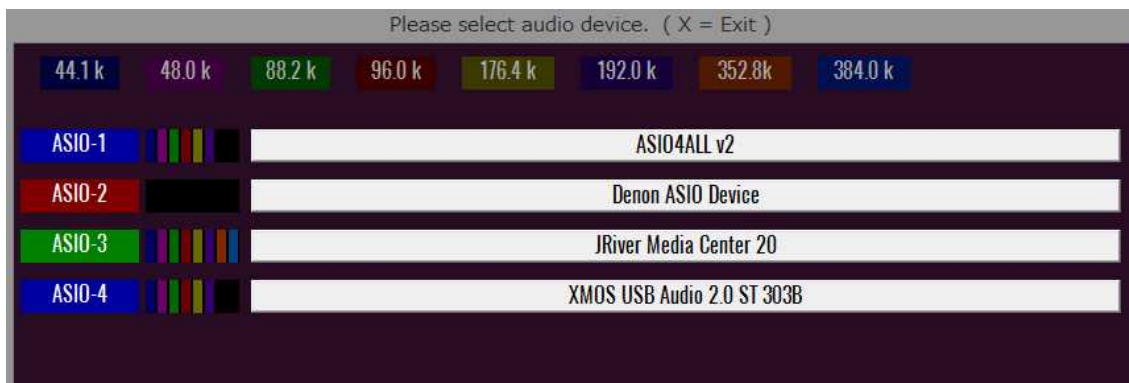 Please select audio device. ( X = Exit )
44.1 k 48.0 k 88.2 k 96.0 k 176.4 k 192.0 k 352.8k 384.0 k
ASIO-1 ASIO4ALL v2
ASIO-2 Denon ASIO Device
ASIO-3 JRiver Media Center 20
ASIO-4 XMOS USB Audio 2.0 ST 303B